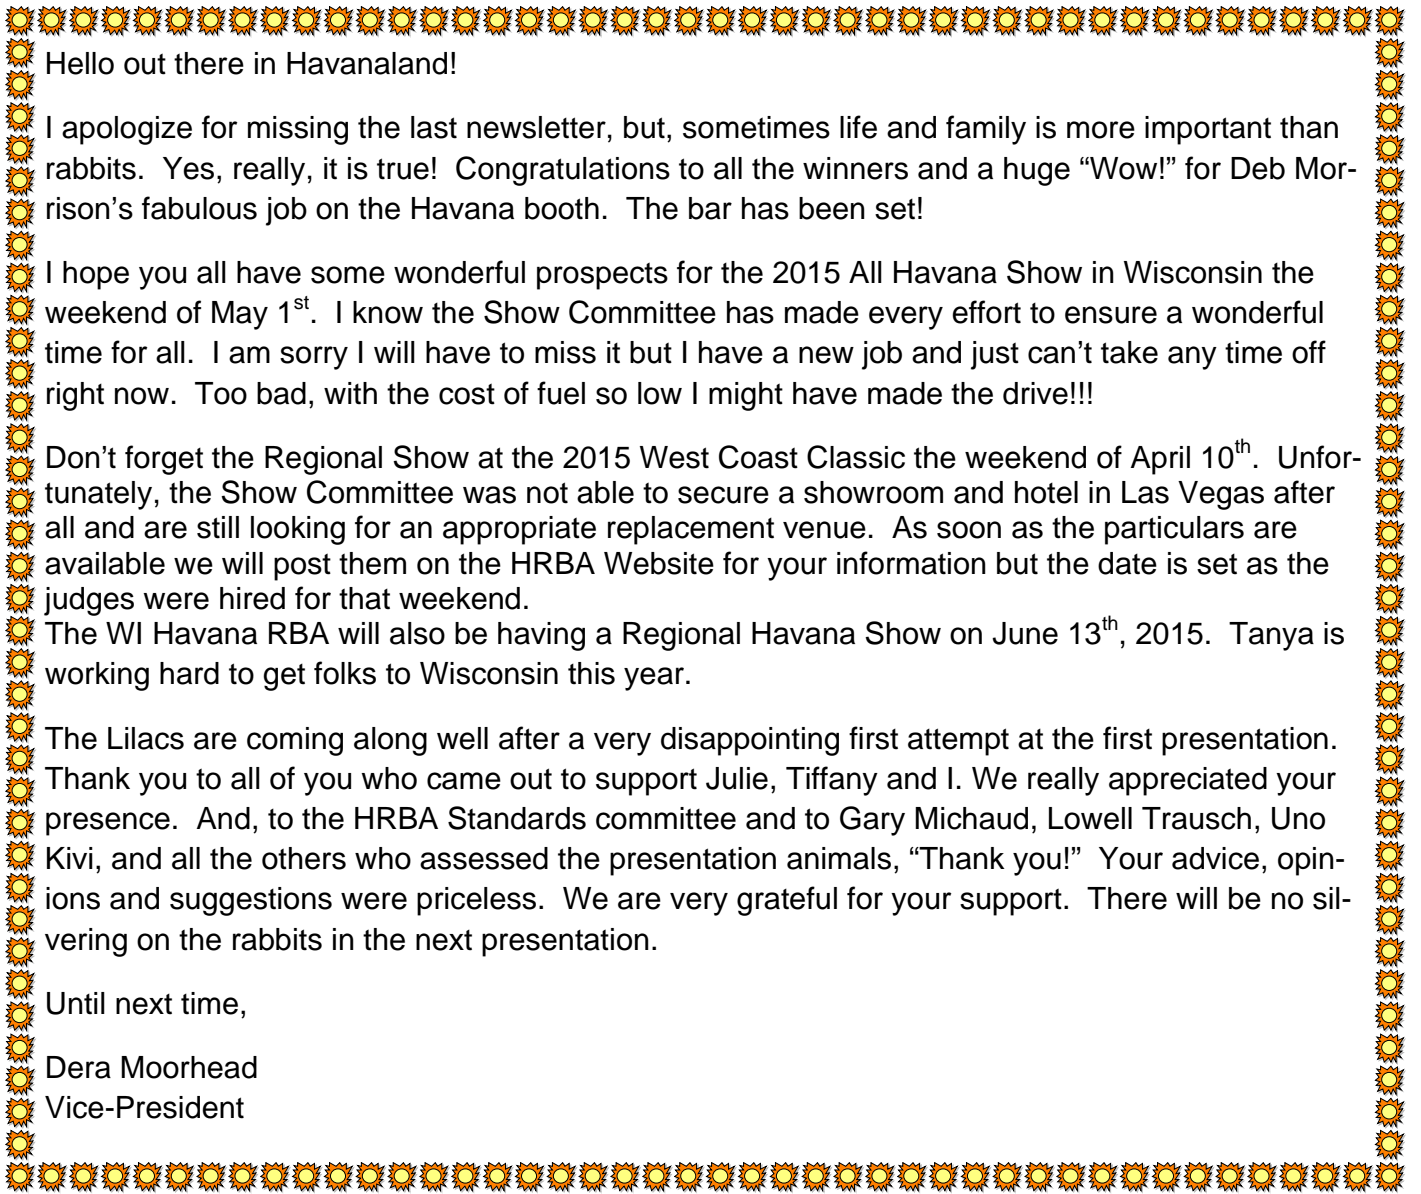 Hello out there in Havanaland!
I apologize for missing the last newsletter, but, sometimes life and family is more important than
rabbits.  Yes, really, it is true!  Congratulations to all the winners and a huge “Wow!” for Deb Mor-
rison’s fabulous job on the Havana booth.  The bar has been set!
I hope you all have some wonderful prospects for the 2015 All Havana Show in Wisconsin the
weekend of May 1st.  I know the Show Committee has made every effort to ensure a wonderful
time for all.  I am sorry I will have to miss it but I have a new job and just can’t take any time off
right now.  Too bad, with the cost of fuel so low I might have made the drive!!!
Don’t forget the Regional Show at the 2015 West Coast Classic the weekend of April 10th.  Unfor-
tunately, the Show Committee was not able to secure a showroom and hotel in Las Vegas after
all and are still looking for an appropriate replacement venue.  As soon as the particulars are
available we will post them on the HRBA Website for your information but the date is set as the
judges were hired for that weekend.
The WI Havana RBA will also be having a Regional Havana Show on June 13th, 2015.  Tanya is
working hard to get folks to Wisconsin this year.
The Lilacs are coming along well after a very disappointing first attempt at the first presentation.
Thank you to all of you who came out to support Julie, Tiffany and I. We really appreciated your
presence.  And, to the HRBA Standards committee and to Gary Michaud, Lowell Trausch, Uno
Kivi, and all the others who assessed the presentation animals, “Thank you!”  Your advice, opin-
ions and suggestions were priceless.  We are very grateful for your support.  There will be no sil-
vering on the rabbits in the next presentation.
Until next time,
Dera Moorhead
Vice-President